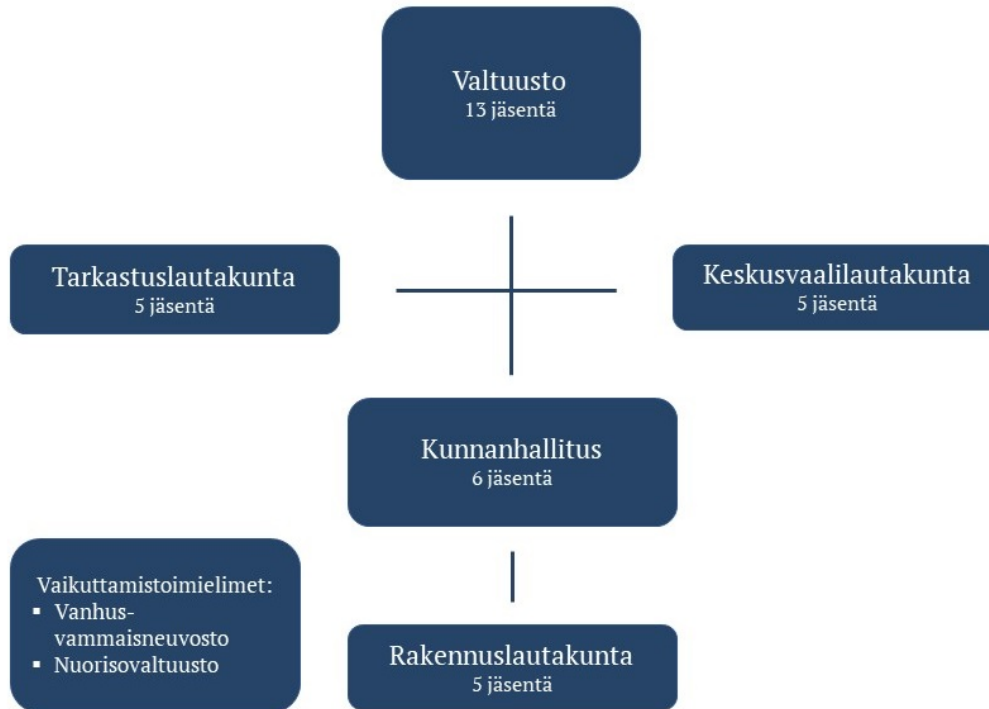 Valtuusto
13 jäsentä
Tarkastuslautakunta
5 jäsentä
Keskusvaalilautakunta
5 jäsentä
Kunnanhallitus
6 jäsentä
Vaikuttamistoimielimet:
▪ Vanhus-
vammaisneuvosto
▪ Nuorisovaltuusto
Rakennuslautakunta
5 jäsentä